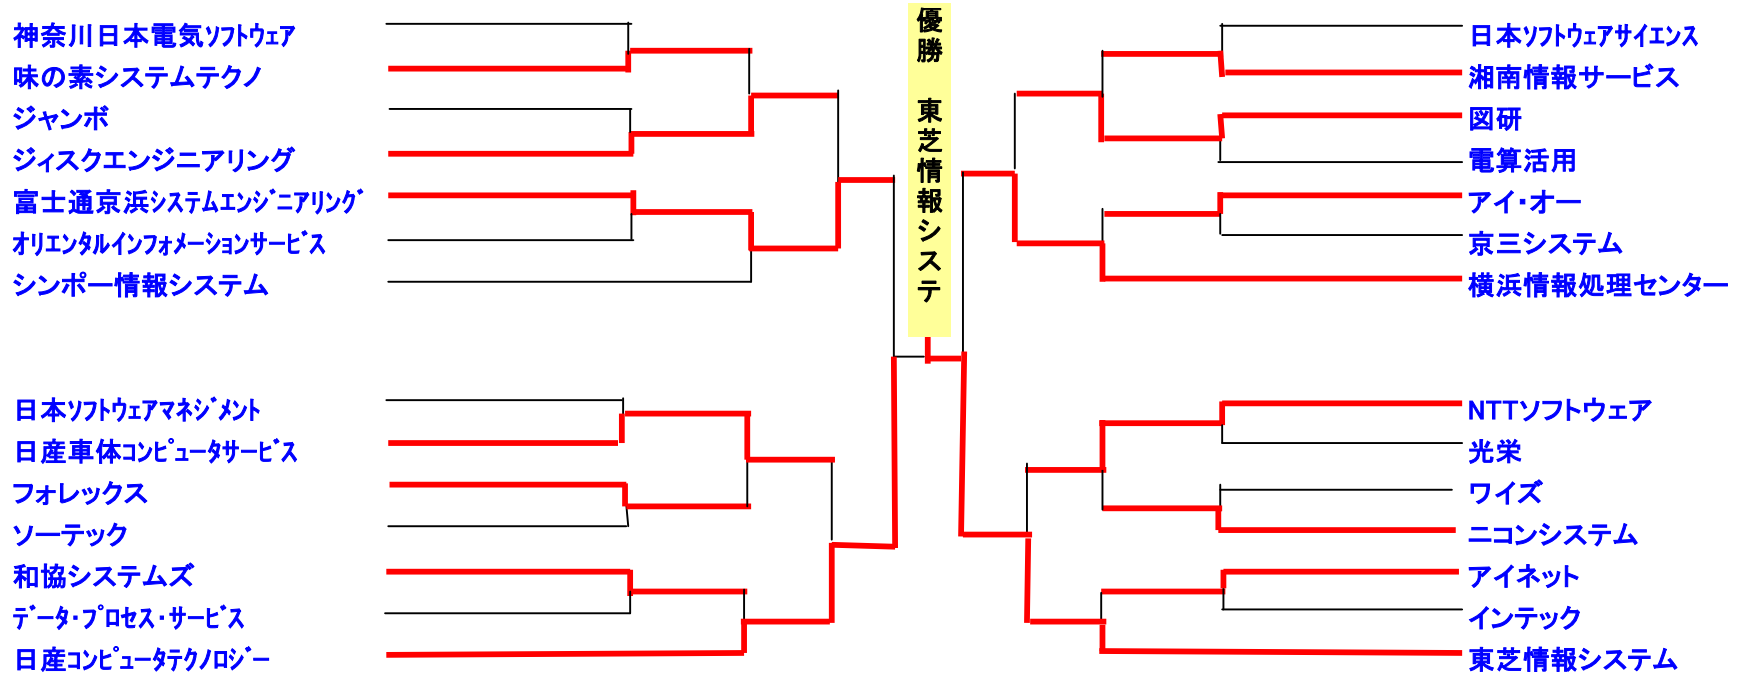 神奈川日本電気ソフトウェア
味の素システムテクノ
ジャンボ
ジィスクエンジニアリング
富士通京浜システムエンジニアリング
オリエンタルインフォメーションサービス
シンポー情報システム
日本ソフトウェアマネジメント
日産車体コンピュータサービス
フォレックス
ソーテック
和協システムズ
データ・プロセス・サービス
日産コンピュータテクノロジー
優勝 東芝情報システ
日本ソフトウェアサイエンス
湘南情報サービス
図研
電算活用
アイ・オー
京三システム
横浜情報処理センター
NTTソフトウェア
光栄
ワイズ
ニコンシステム
アイネット
インテック
東芝情報システム